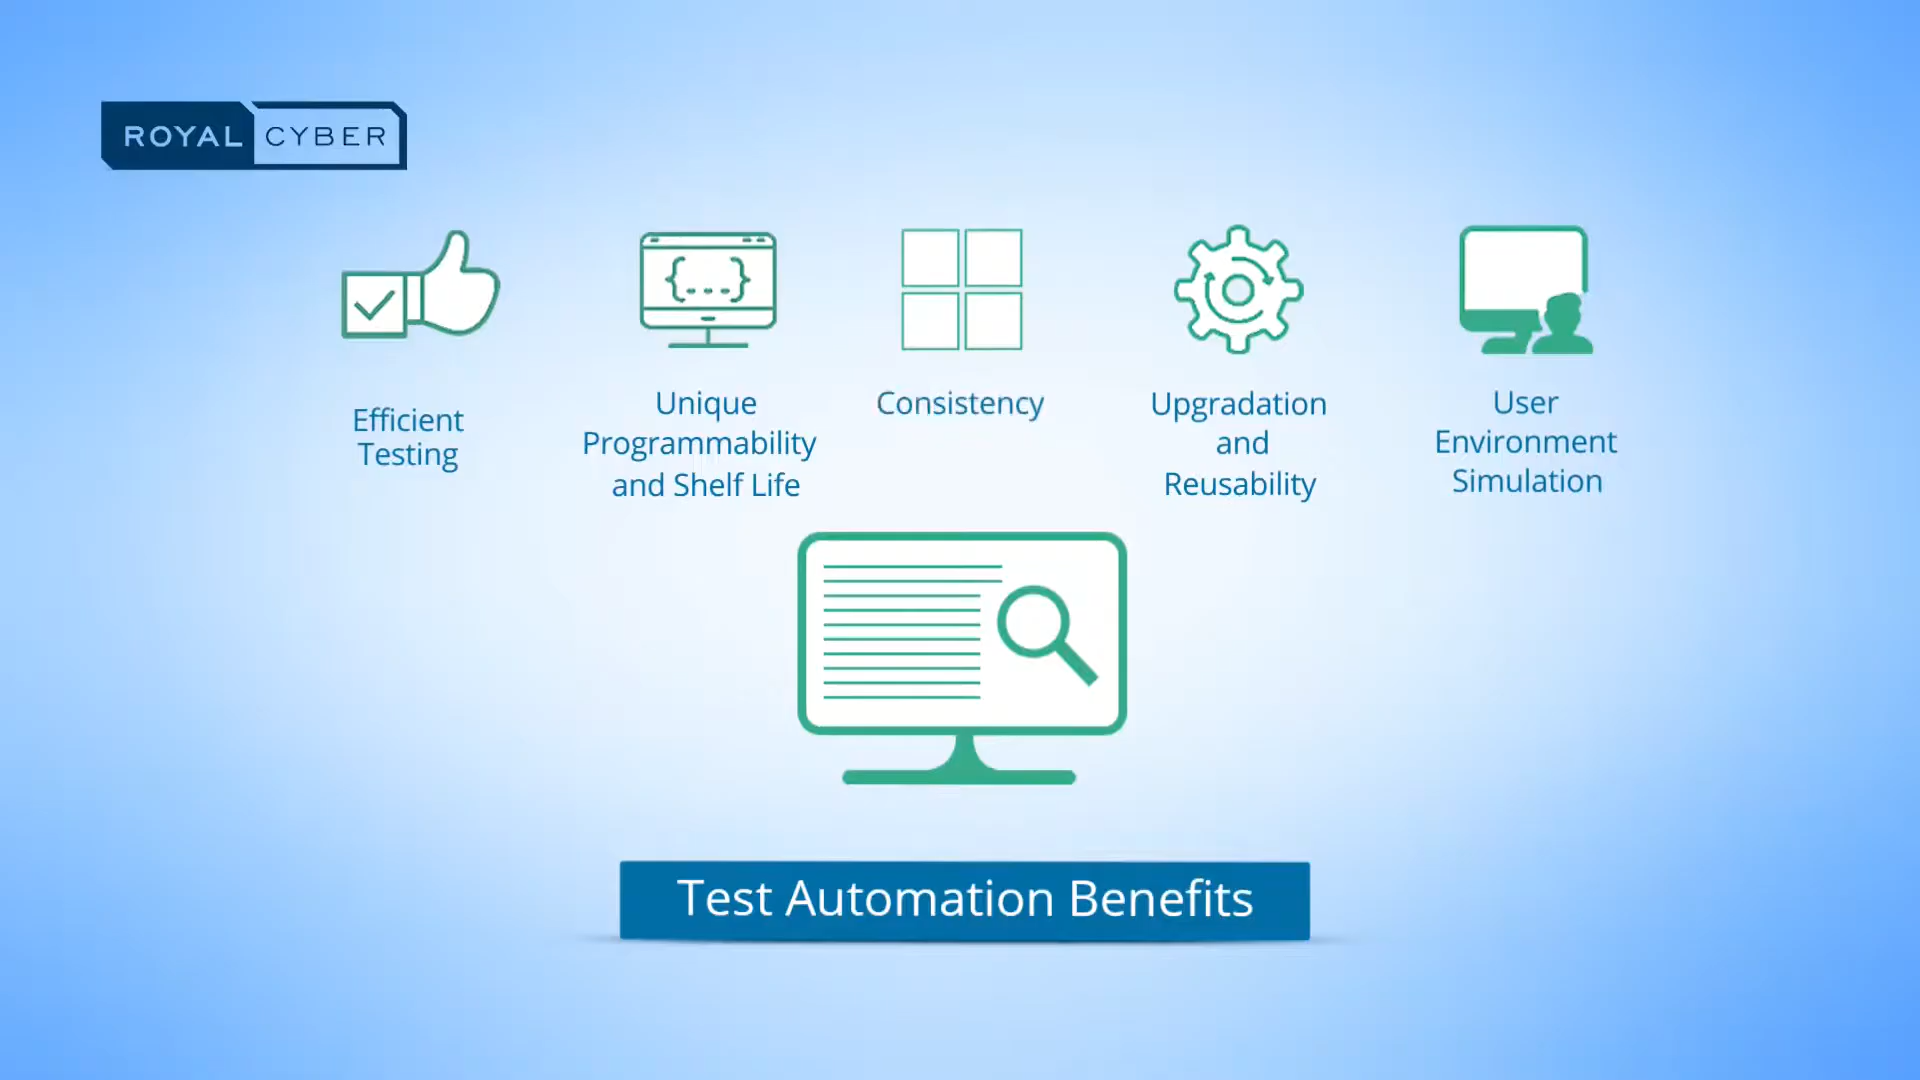 ROYAL CYBER
Efficient
Testing
Unique
Programmability
and Shelf Life
Consistency
Upgradation
and
Reusability
User
Environment
Simulation
Test Automation Benefits